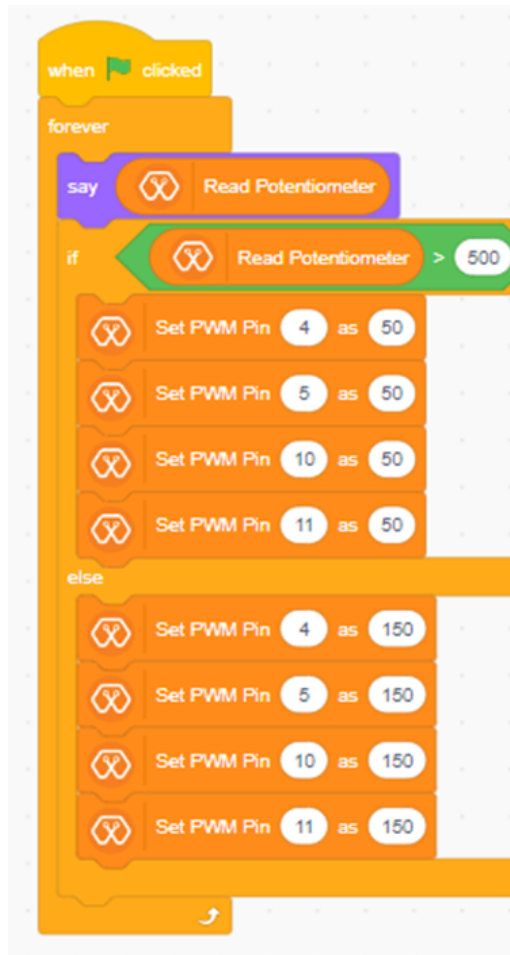 when clicked
forever
say Read Potentiometer
if Read Potentiometer > 500
Set PWM Pin 4 as 50
Set PWM Pin 5 as 50
Set PWM Pin 10 as 50
Set PWM Pin 11 as 50
else
Set PWM Pin 4 as 150
Set PWM Pin 5 as 150
Set PWM Pin 10 as 150
Set PWM Pin 11 as 150